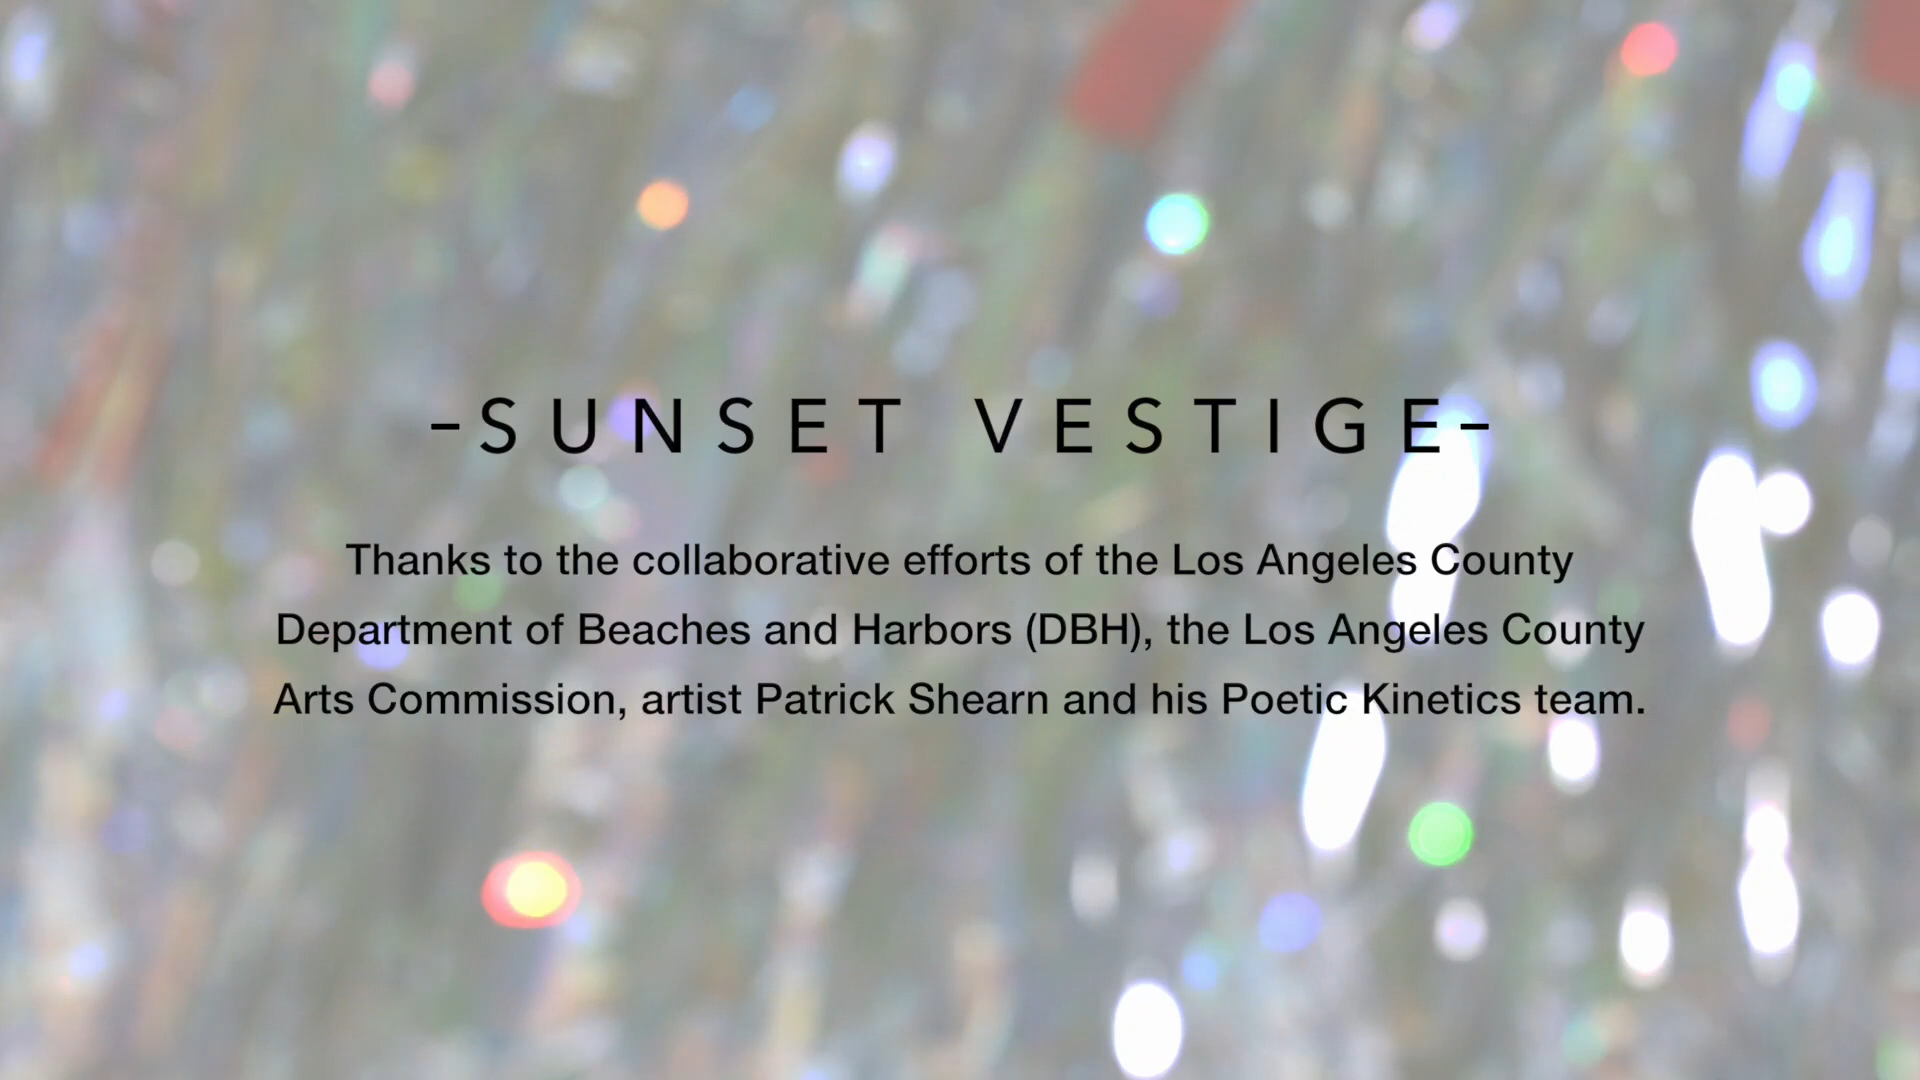 -SUNSET VESTIGE-
Thanks to the collaborative efforts of the Los Angeles County
Department of Beaches and Harbors (DBH), the Los Angeles County
Arts Commission, artist Patrick Shearn and his Poetic Kinetics team.